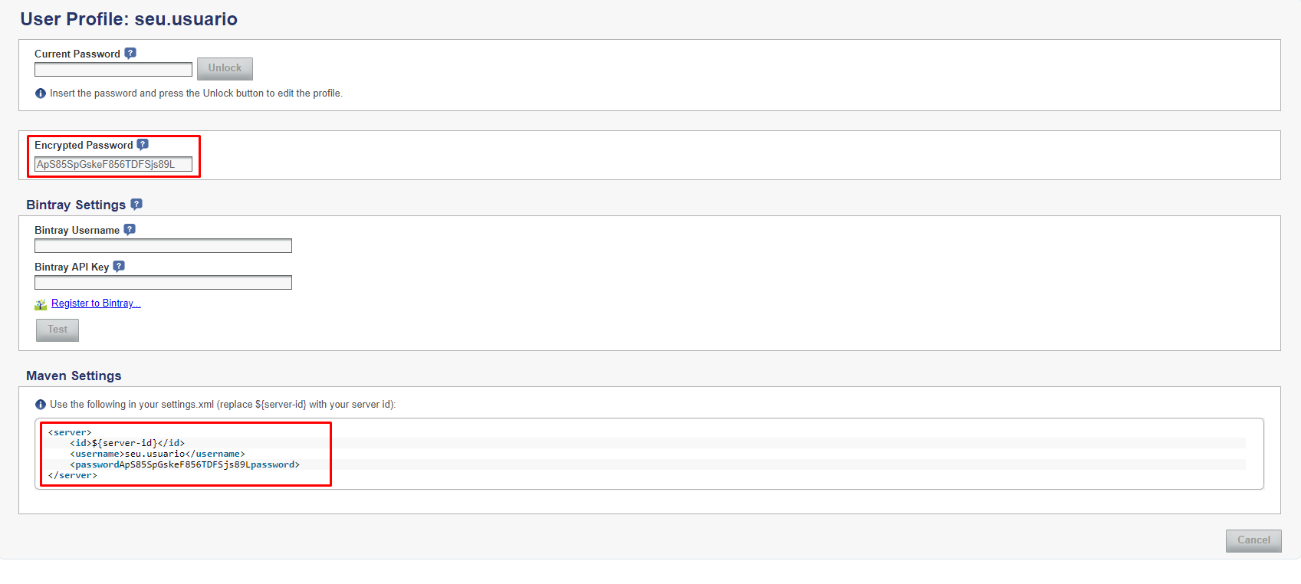 User Profile: seu.usuario
Current Password ?
Unlock
i Insert the password and press the Unlock button to edit the profile.
Encrypted Password ?
ApS85SpGskeF856TDFSjs89L
Bintray Settings ?
Bintray Username ?
Bintray API Key ?
Register to Bintray...
Test
Maven Settings
i Use the following in your settings.xml (replace ${server-id} with your server id):
<server>
<id>${server-id}</id>
<username>seu.usuario</username>
<passwordApS85SpGskeF856TDFSjs89Lpassword>
</server>
Cancel